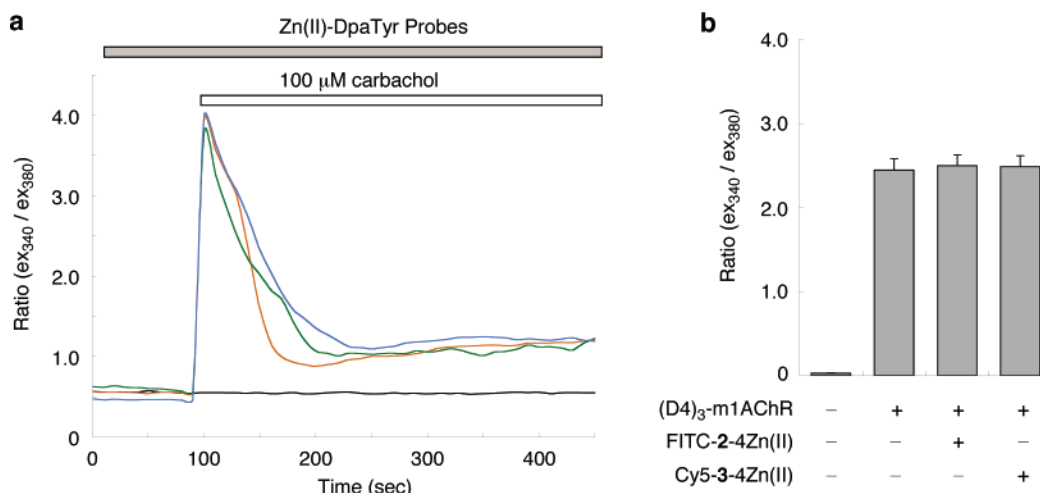 a
Zn(II)-DpaTyr Probes
100 μM carbachol
Ratio (ex340 / ex380)
4.0
3.0
2.0
1.0
0
0 100 200 300 400
Time (sec)
b
Ratio (ex340 / ex380)
4.0
3.0
2.0
1.0
0
(D4)3-m1AChR – + + +
FITC-2-4Zn(II) – – + –
Cy5-3-4Zn(II) – – – +